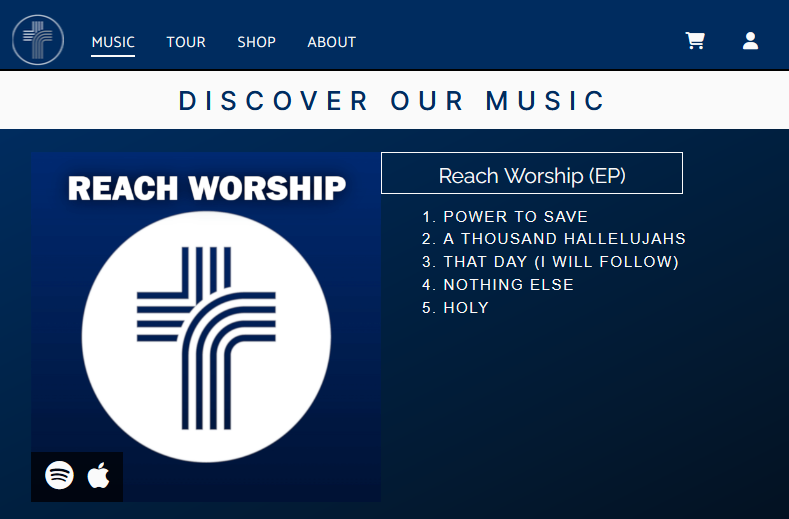 MUSIC TOUR SHOP ABOUT
DISCOVER OUR MUSIC
REACH WORSHIP
Reach Worship (EP)
1. POWER TO SAVE
2. A THOUSAND HALLELUJAHS
3. THAT DAY (I WILL FOLLOW)
4. NOTHING ELSE
5. HOLY